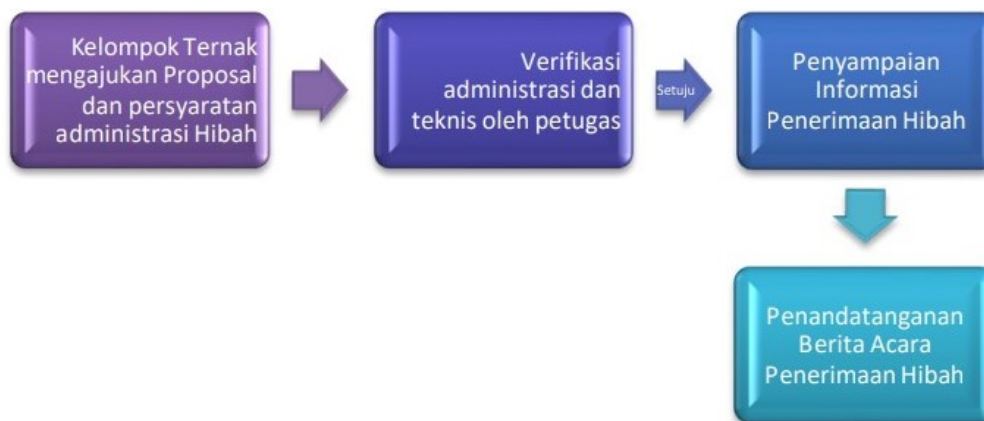 Kelompok Ternak
mengajukan Proposal
dan persyaratan
administrasi Hibah
Verifikasi
administrasi dan
teknis oleh petugas
Setuju
Penyampaian
Informasi
Penerimaan Hibah
Penandatanganan
Berita Acara
Penerimaan Hibah